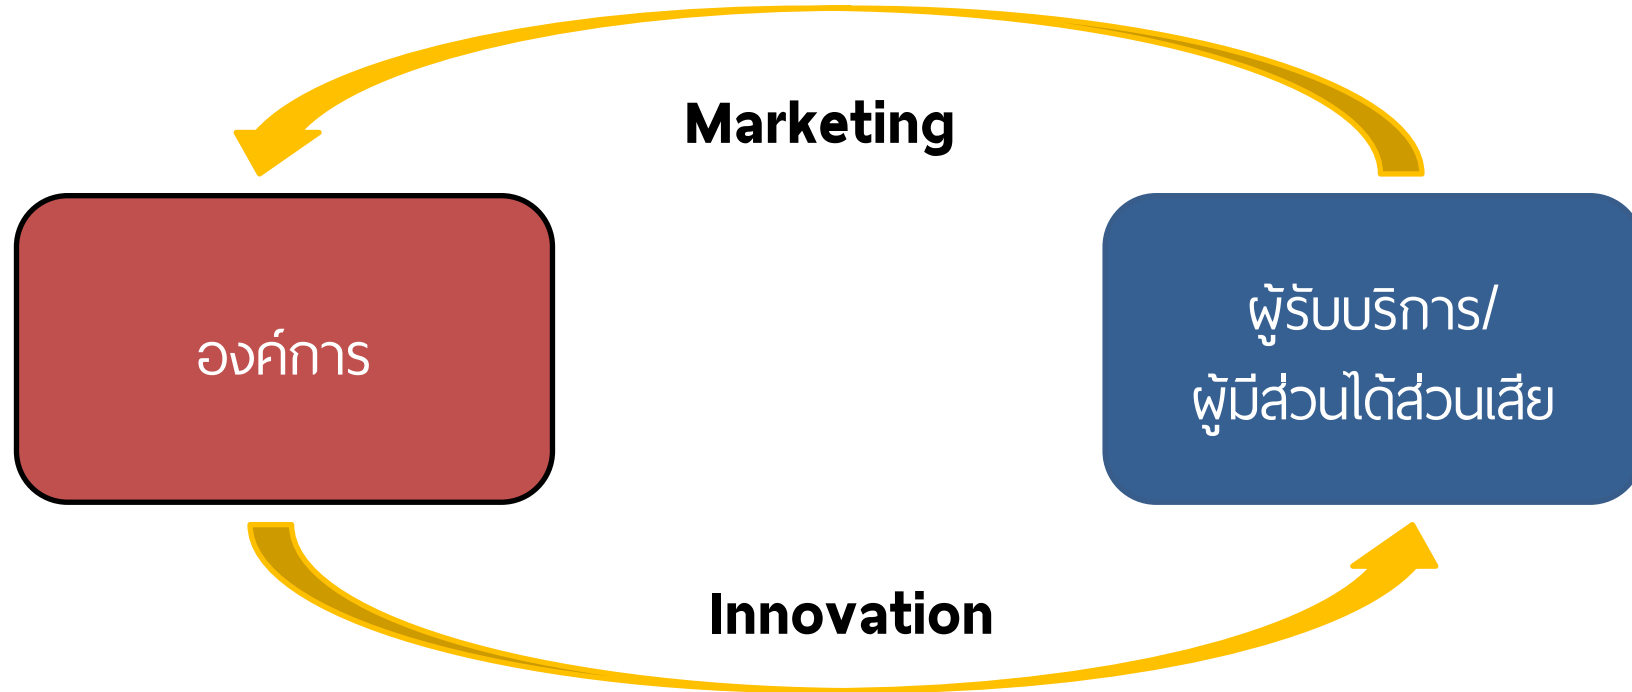 Marketing
องค์การ
ผู้รับบริการ/
ผู้มีส่วนได้ส่วนเสีย
Innovation